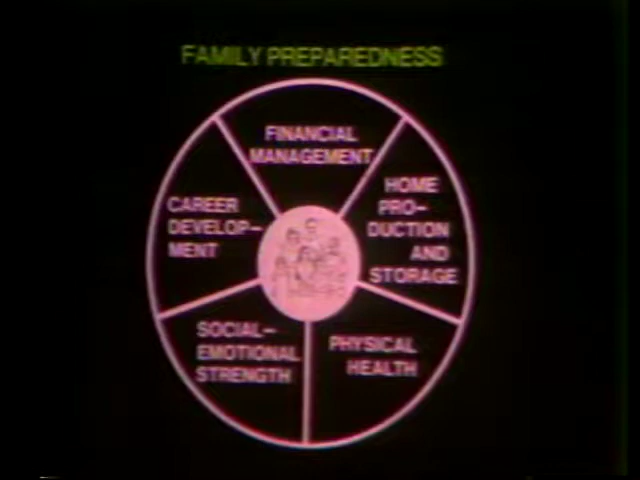 FAMILY PREPAREDNESS
FINANCIAL
MANAGEMENT
HOME
PRO-
DUCTION
AND
STORAGE
CAREER
DEVELOP-
MENT
SOCIAL-
EMOTIONAL
STRENGTH
PHYSICAL
HEALTH